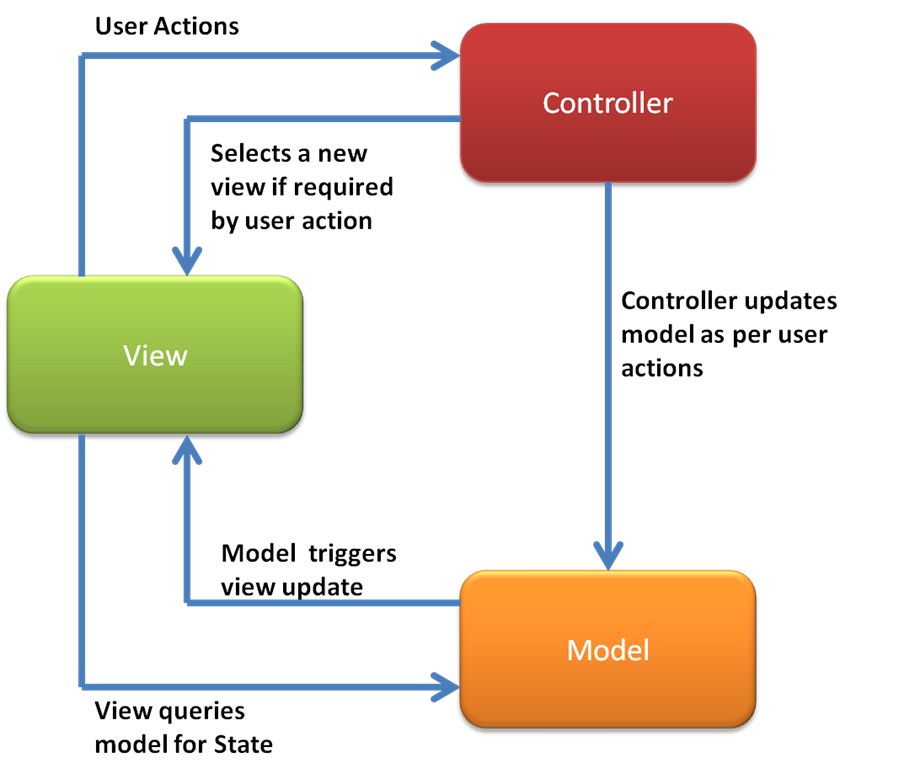 User Actions
Controller
Selects a new
view if required
by user action
Controller updates
model as per user
actions
View
Model  triggers
view update
Model
View queries
model for State